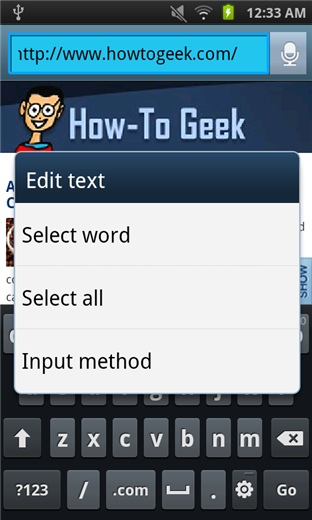 12:33 AM
ttp://www.howtogeek.com/
How-To Geek
Edit text
Select word
Select all
Input method
SHOW
z x c v b n m
?123 / .com . Go